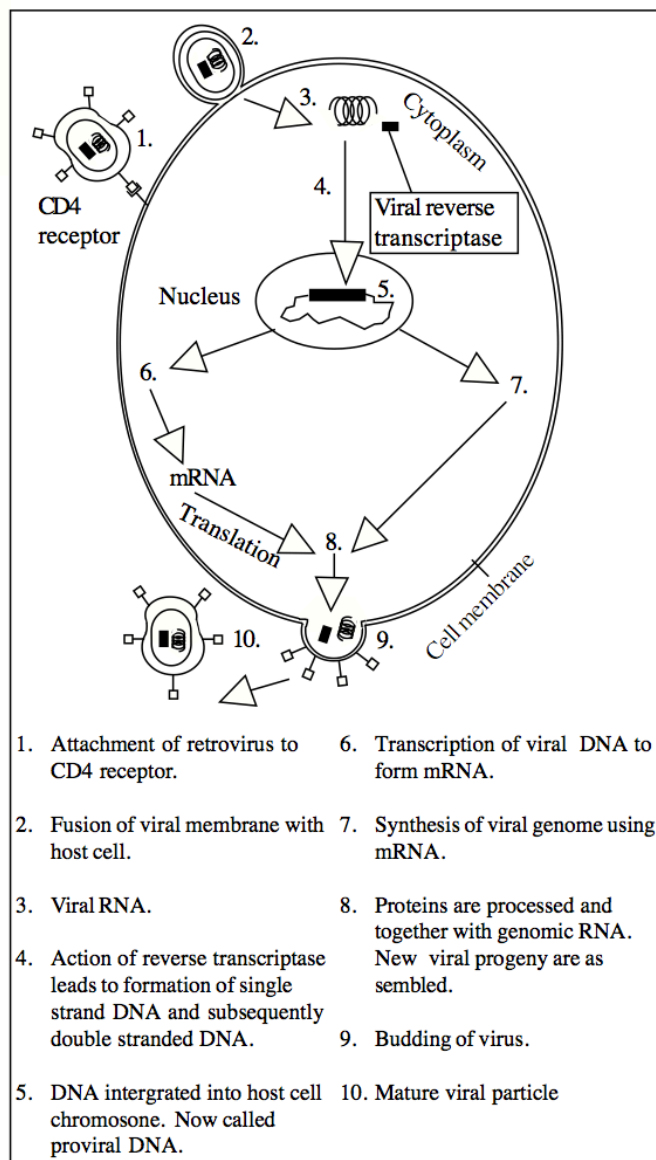 2.
3.
Cytoplasm
1.
CD4
receptor
4.
Viral reverse
transcriptase
Nucleus
5.
6.
7.
mRNA
Translation
8.
Cell membrane
10.
9.
1. Attachment of retrovirus to
CD4 receptor.
2. Fusion of viral membrane with
host cell.
3. Viral RNA.
4. Action of reverse transcriptase
leads to formation of single
strand DNA and subsequently
double stranded DNA.
5. DNA intergrated into host cell
chromosone. Now called
proviral DNA.
6. Transcription of viral DNA to
form mRNA.
7. Synthesis of viral genome using
mRNA.
8. Proteins are processed and
together with genomic RNA.
New viral progeny are as
sembled.
9. Budding of virus.
10. Mature viral particle